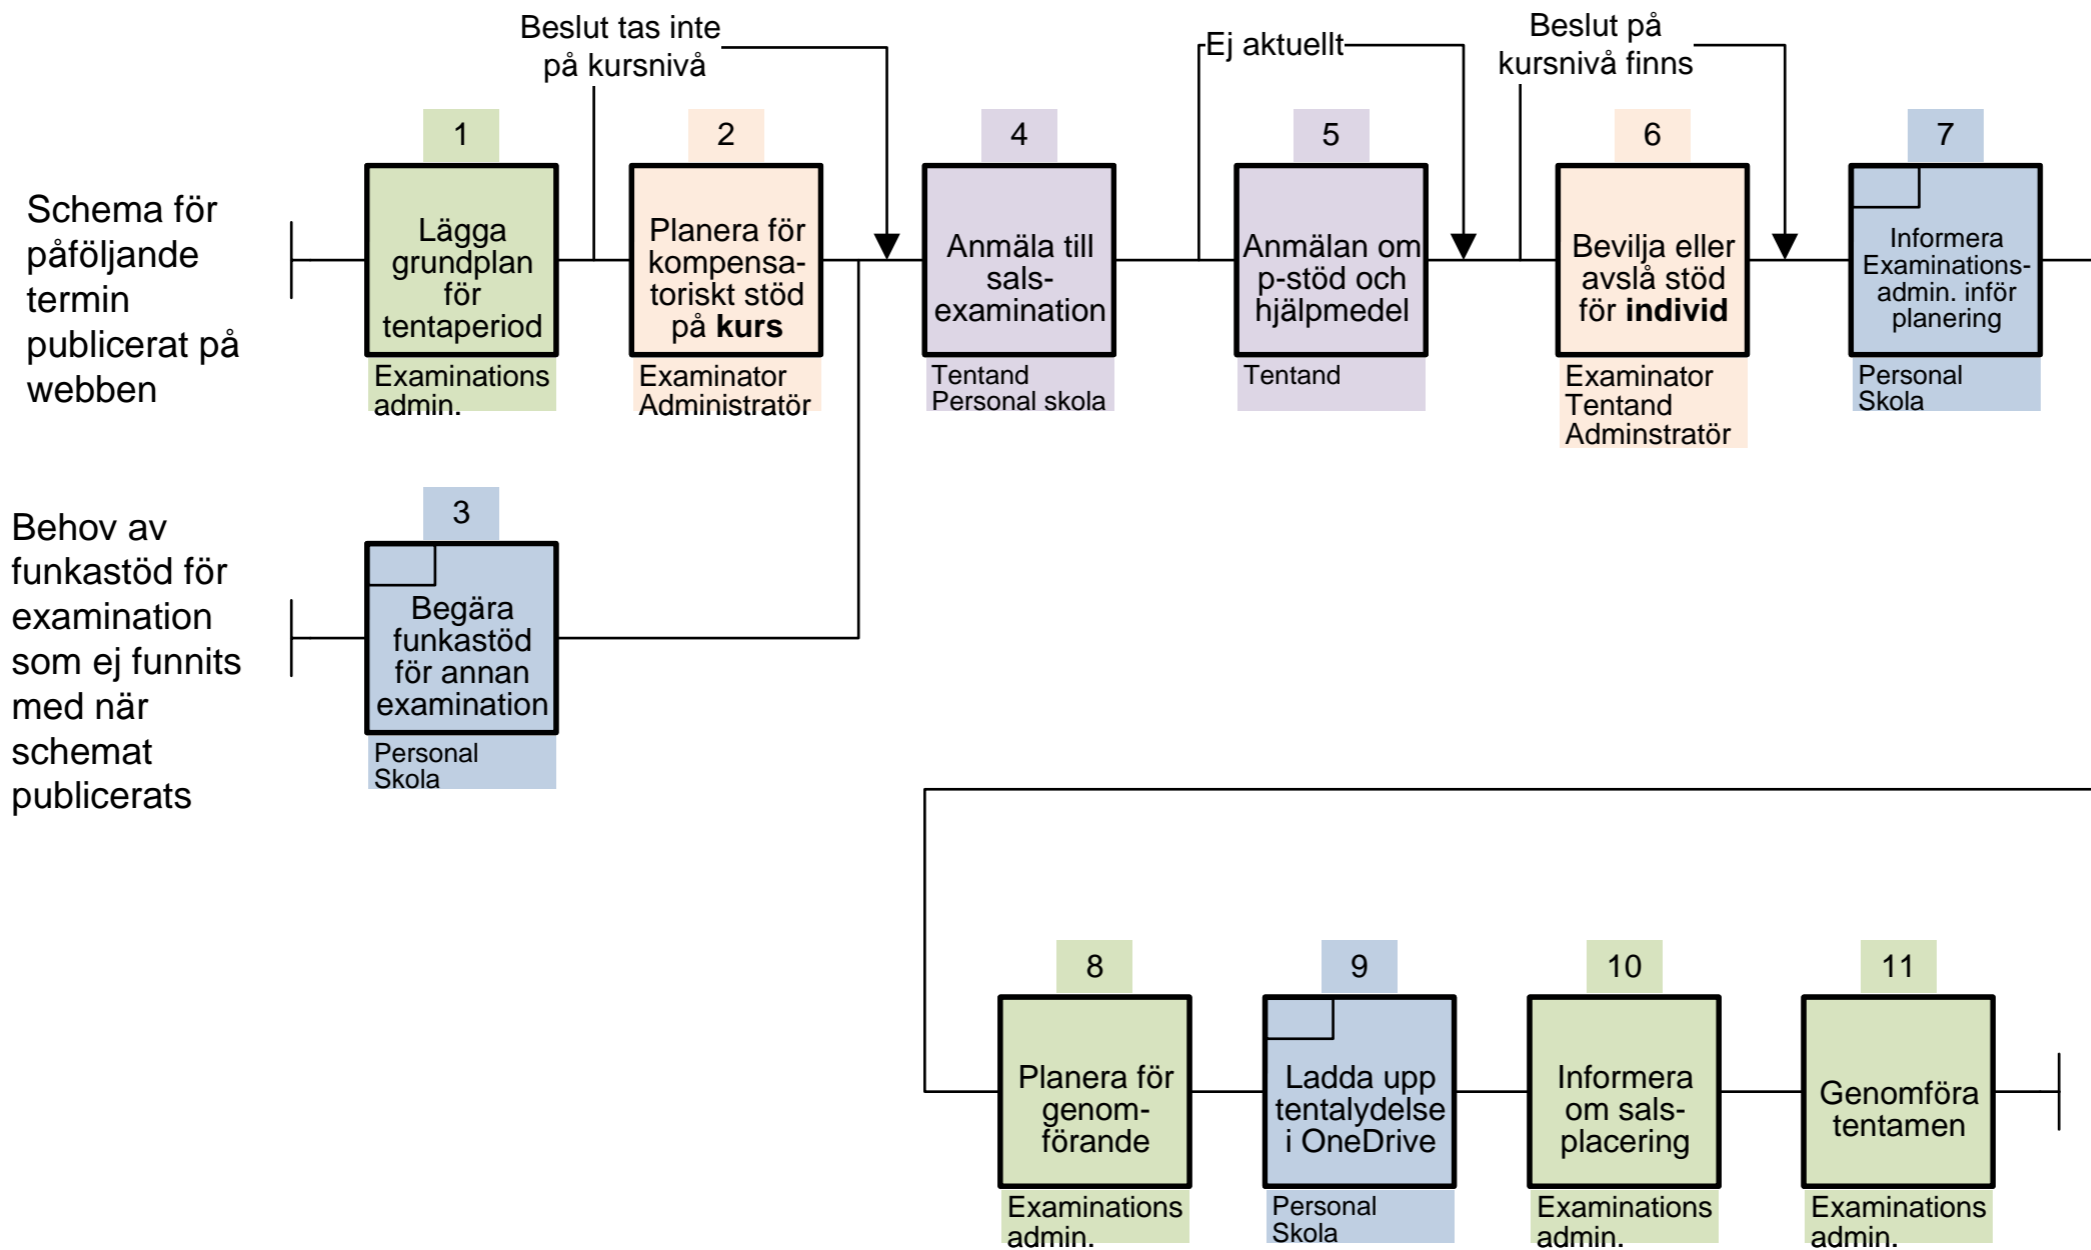 Beslut tas inte
på kursnivå
Ej aktuellt
Beslut på
kursnivå finns
1
2
4
5
6
7
Schema för
påföljande
termin
publicerat på
webben
Lägga
grundplan
för
tentaperiod
Examinations
admin.
Planera för
kompensa-
toriskt stöd
på kurs
Examinator
Administratör
Anmäla till
sals-
examination
Tentand
Personal skola
Anmälan om
p-stöd och
hjälpmedel
Tentand
Bevilja eller
avslå stöd
för individ
Examinator
Tentand
Adminstratör
Informera
Examinations-
admin. inför
planering
Personal
Skola
Behov av
funkastöd för
examination
som ej funnits
med när
schemat
publicerats
3
Begära
funkastöd
för annan
examination
Personal
Skola
8
9
10
11
Planera för
genom-
förande
Examinations
admin.
Ladda upp
tentalydelse
i OneDrive
Personal
Skola
Informera
om sals-
placering
Examinations
admin.
Genomföra
tentamen
Examinations
admin.